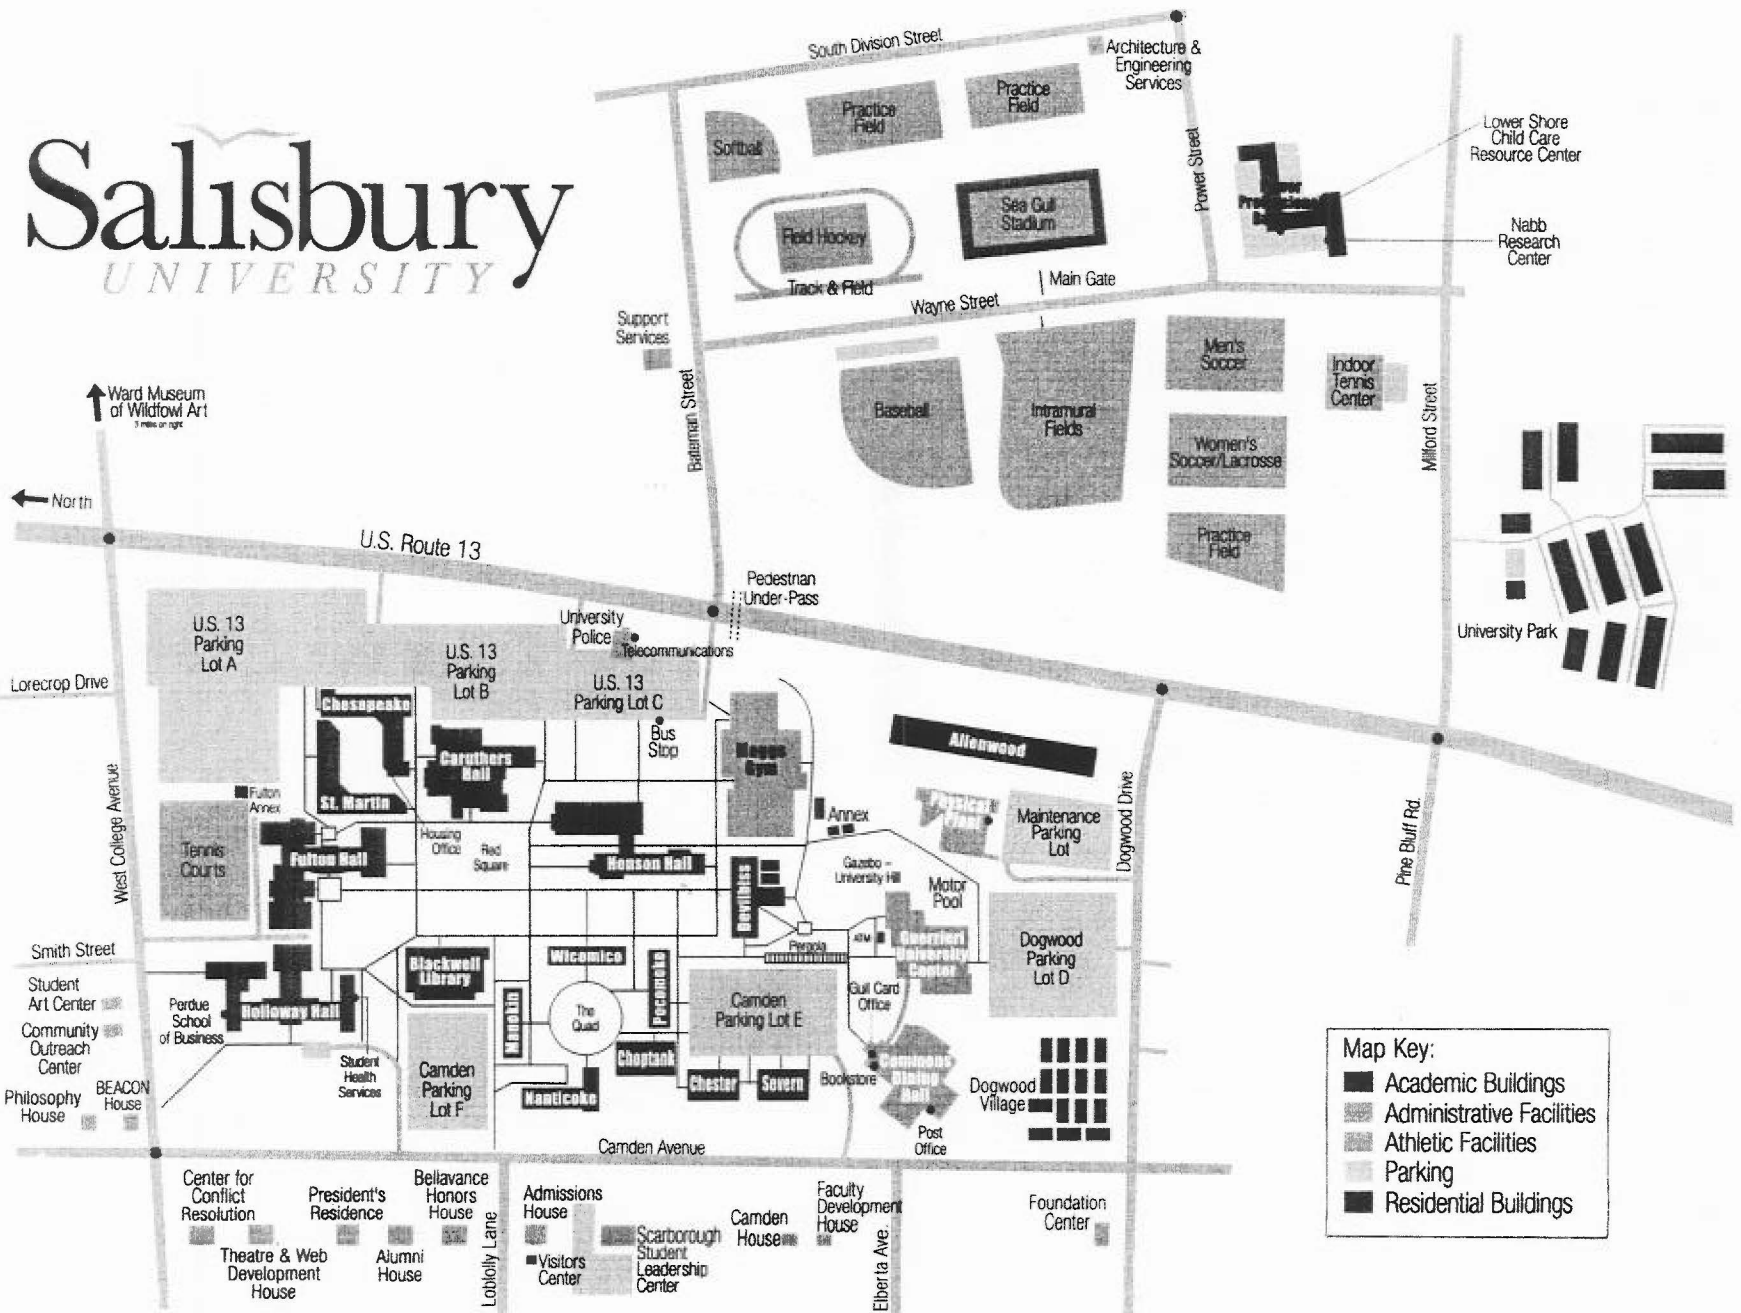 Salisbury
UNIVERSITY
South Division Street
Architecture &
Engineering
Services
Practice
Field
Practice
Field
Softball
Power Street
Lower Shore
Child Care
Resource Center
Sea Gull
Stadium
Field Hockey
Nabb
Research
Center
Track & Field
Main Gate
Wayne Street
Support
Services
Men's
Soccer
Indoor
Tennis
Center
Ward Museum
of Wildfowl Art
3 miles on right
Bateman Street
Baseball
Intramural
Fields
Milford Street
Women's
Soccer/Lacrosse
North
Practice
Field
U.S. Route 13
Pedestrian
Under-Pass
U.S. 13
Parking
Lot A
University
Police
Telecommunications
University Park
U.S. 13
Parking
Lot B
U.S. 13
Parking Lot C
Lorecrop Drive
Chesapeake
Bus
Stop
Allenwood
Caruthers
Hall
Maggs
Gym
West College Avenue
Fulton
Annex
St. Martin
Annex
Physical
Plant
Maintenance
Parking
Lot
Dogwood Drive
Pine Bluff Rd.
Housing
Office
Red
Square
Tennis
Courts
Fulton Hall
Henson Hall
Gazebo –
University Hill
Motor
Pool
Devilbiss
Smith Street
ATM
Pergola
Guerrieri
University
Center
Dogwood
Parking
Lot D
Blackwell
Library
Wicomico
Pocomoke
Student
Art Center
Perdue
School
of Business
Holloway Hall
Manokin
The
Quad
Camden
Parking Lot E
Gull Card
Office
Community
Outreach
Center
Student
Health
Services
Choptank
Commons
Dining
Hall
Camden
Parking
Lot F
Chester
Severn
Bookstore
Philosophy
House
BEACON
House
Nanticoke
Dogwood
Village
Post
Office
Camden Avenue
Map Key:
Academic Buildings
Administrative Facilities
Athletic Facilities
Parking
Residential Buildings
Center for
Conflict
Resolution
President's
Residence
Bellavance
Honors
House
Admissions
House
Faculty
Development
House
Camden
House
Foundation
Center
Theatre & Web
Development
House
Alumni
House
Loblolly Lane
Visitors
Center
Scarborough
Student
Leadership
Center
Elberta Ave.